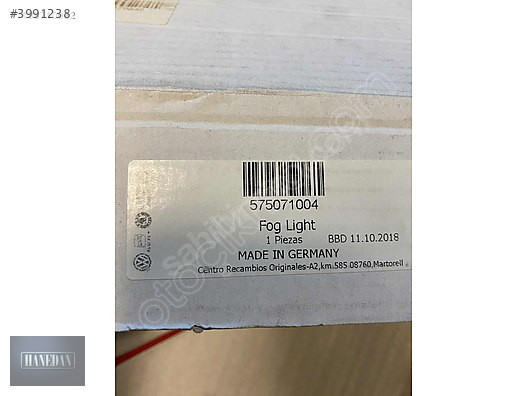 #3991238
575071004
Fog Light
1 Piezas
BBD 11.10.2018
MADE IN GERMANY
Centro Recambios Originales-A2,km.585 08760,Martorell
HANEDAN